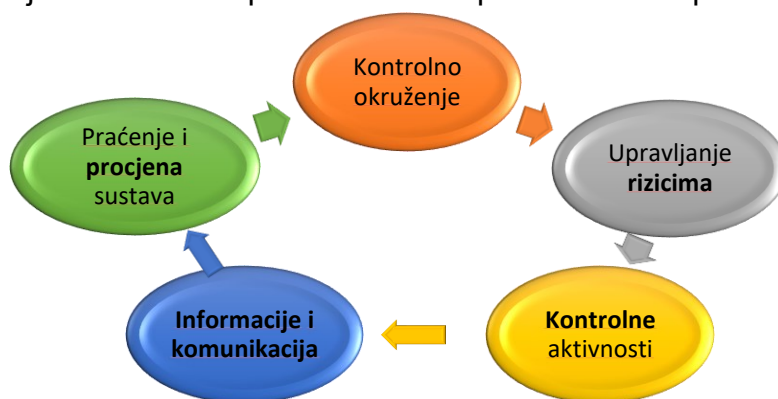 Kontrolno
okruženje
Upravljanje
rizicima
Kontrolne
aktivnosti
Informacije i
komunikacija
Praćenje i
procjena
sustava